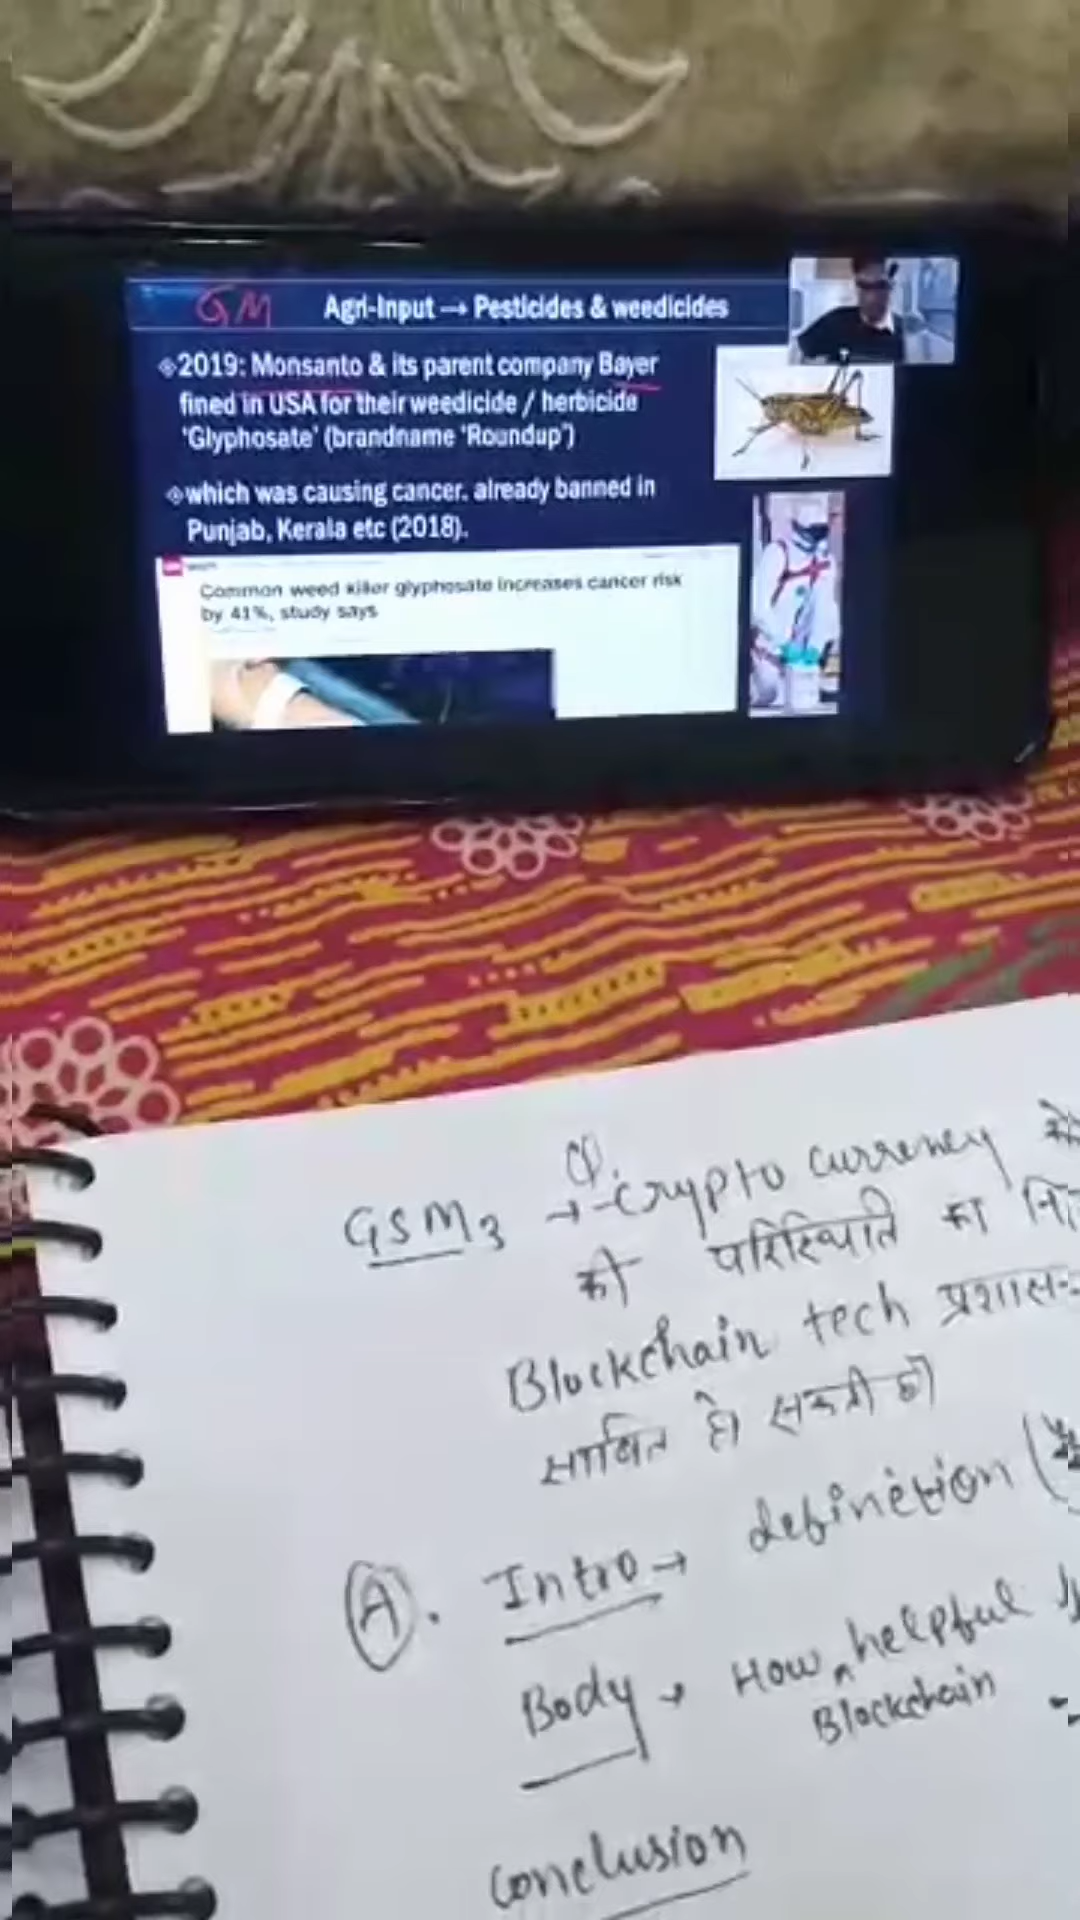 GM Agri-Input → Pesticides & weedicides
❖2019: Monsanto & its parent company Bayer
fined in USA for their weedicide / herbicide
'Glyphosate' (brandname 'Roundup')
❖which was causing cancer. already banned in
Punjab, Kerala etc (2018).
Common weed killer glyphosate increases cancer risk
by 41%, study says
GSM3 Q. → crypto currency
की परिस्थिति का
Blockchain tech
साबित हो सकती है
A. Intro → definition
Body → How helpful
Blockchain
Conclusion